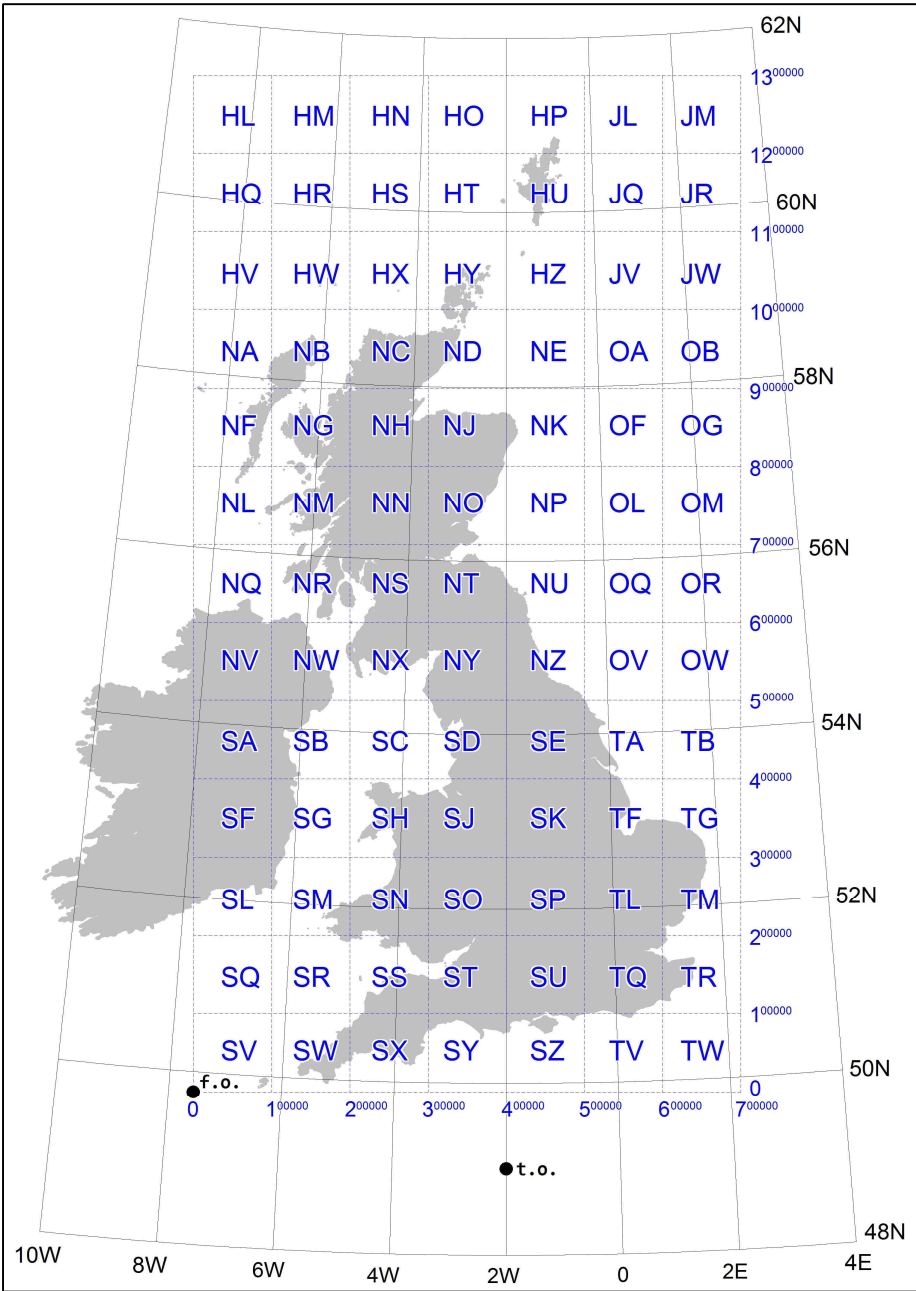 62N
13⁰⁰⁰⁰⁰
HL HM HN HO HP JL JM
12⁰⁰⁰⁰⁰
HQ HR HS HT HU JQ JR
60N
11⁰⁰⁰⁰⁰
HV HW HX HY HZ JV JW
10⁰⁰⁰⁰⁰
NA NB NC ND NE OA OB
58N
9⁰⁰⁰⁰⁰
NF NG NH NJ NK OF OG
8⁰⁰⁰⁰⁰
NL NM NN NO NP OL OM
7⁰⁰⁰⁰⁰
56N
NQ NR NS NT NU OQ OR
6⁰⁰⁰⁰⁰
NV NW NX NY NZ OV OW
5⁰⁰⁰⁰⁰
54N
SA SB SC SD SE TA TB
4⁰⁰⁰⁰⁰
SF SG SH SJ SK TF TG
3⁰⁰⁰⁰⁰
SL SM SN SO SP TL TM
52N
2⁰⁰⁰⁰⁰
SQ SR SS ST SU TQ TR
1⁰⁰⁰⁰⁰
SV SW SX SY SZ TV TW
50N
f.o.
0
0 1⁰⁰⁰⁰⁰ 2⁰⁰⁰⁰⁰ 3⁰⁰⁰⁰⁰ 4⁰⁰⁰⁰⁰ 5⁰⁰⁰⁰⁰ 6⁰⁰⁰⁰⁰ 7⁰⁰⁰⁰⁰
t.o.
48N
10W 8W 6W 4W 2W 0 2E 4E